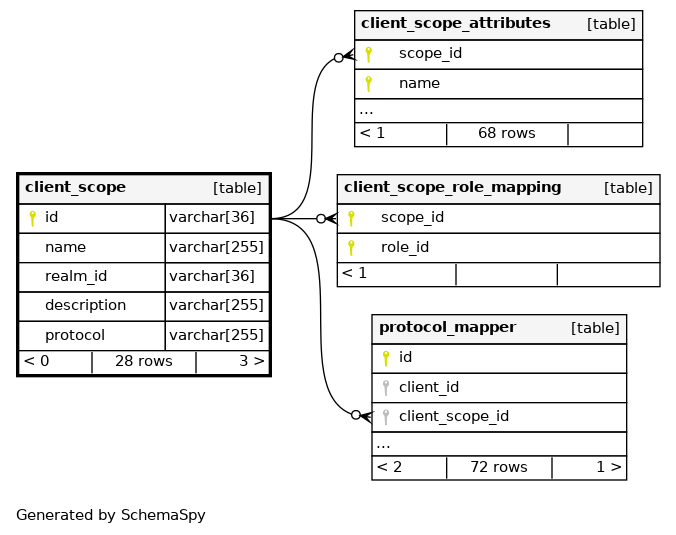 client_scope_attributes [table]
scope_id
name
...
< 1 68 rows
client_scope [table]
id varchar[36]
name varchar[255]
realm_id varchar[36]
description varchar[255]
protocol varchar[255]
< 0 28 rows 3 >
client_scope_role_mapping [table]
scope_id
role_id
< 1
protocol_mapper [table]
id
client_id
client_scope_id
...
< 2 72 rows 1 >
Generated by SchemaSpy